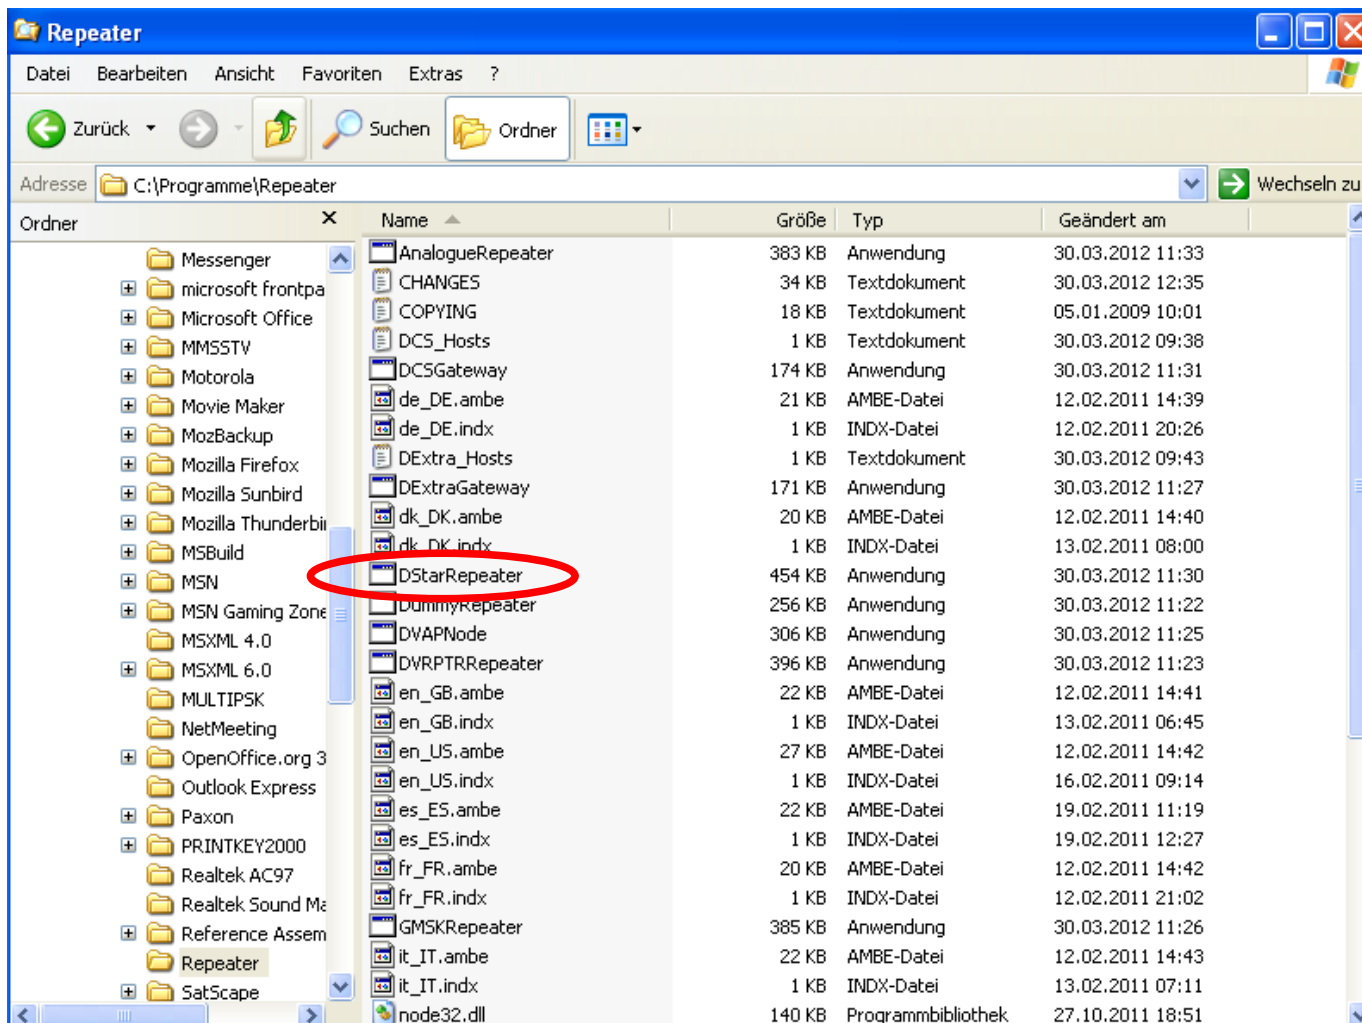 Repeater
Datei Bearbeiten Ansicht Favoriten Extras ?
Zurück Suchen Ordner
Adresse C:\Programme\Repeater Wechseln zu
Ordner
Messenger
microsoft frontpa
Microsoft Office
MMSSTV
Motorola
Movie Maker
MozBackup
Mozilla Firefox
Mozilla Sunbird
Mozilla Thunderbir
MSBuild
MSN
MSN Gaming Zone
MSXML 4.0
MSXML 6.0
MULTIPSK
NetMeeting
OpenOffice.org 3
Outlook Express
Paxon
PRINTKEY2000
Realtek AC97
Realtek Sound Ma
Reference Assem
Repeater
SatScape
Name Größe Typ Geändert am
AnalogueRepeater 383 KB Anwendung 30.03.2012 11:33
CHANGES 34 KB Textdokument 30.03.2012 12:35
COPYING 18 KB Textdokument 05.01.2009 10:01
DCS_Hosts 1 KB Textdokument 30.03.2012 09:38
DCSGateway 174 KB Anwendung 30.03.2012 11:31
de_DE.ambe 21 KB AMBE-Datei 12.02.2011 14:39
de_DE.indx 1 KB INDX-Datei 12.02.2011 20:26
DExtra_Hosts 1 KB Textdokument 30.03.2012 09:43
DExtraGateway 171 KB Anwendung 30.03.2012 11:27
dk_DK.ambe 20 KB AMBE-Datei 12.02.2011 14:40
dk_DK.indx 1 KB INDX-Datei 13.02.2011 08:00
DStarRepeater 454 KB Anwendung 30.03.2012 11:30
DummyRepeater 256 KB Anwendung 30.03.2012 11:22
DVAPNode 306 KB Anwendung 30.03.2012 11:25
DVRPTRRepeater 396 KB Anwendung 30.03.2012 11:23
en_GB.ambe 22 KB AMBE-Datei 12.02.2011 14:41
en_GB.indx 1 KB INDX-Datei 13.02.2011 06:45
en_US.ambe 27 KB AMBE-Datei 12.02.2011 14:42
en_US.indx 1 KB INDX-Datei 16.02.2011 09:14
es_ES.ambe 22 KB AMBE-Datei 19.02.2011 11:19
es_ES.indx 1 KB INDX-Datei 19.02.2011 12:27
fr_FR.ambe 20 KB AMBE-Datei 12.02.2011 14:42
fr_FR.indx 1 KB INDX-Datei 12.02.2011 21:02
GMSKRepeater 385 KB Anwendung 30.03.2012 11:26
it_IT.ambe 22 KB AMBE-Datei 12.02.2011 14:43
it_IT.indx 1 KB INDX-Datei 13.02.2011 07:11
node32.dll 140 KB Programmbibliothek 27.10.2011 18:51